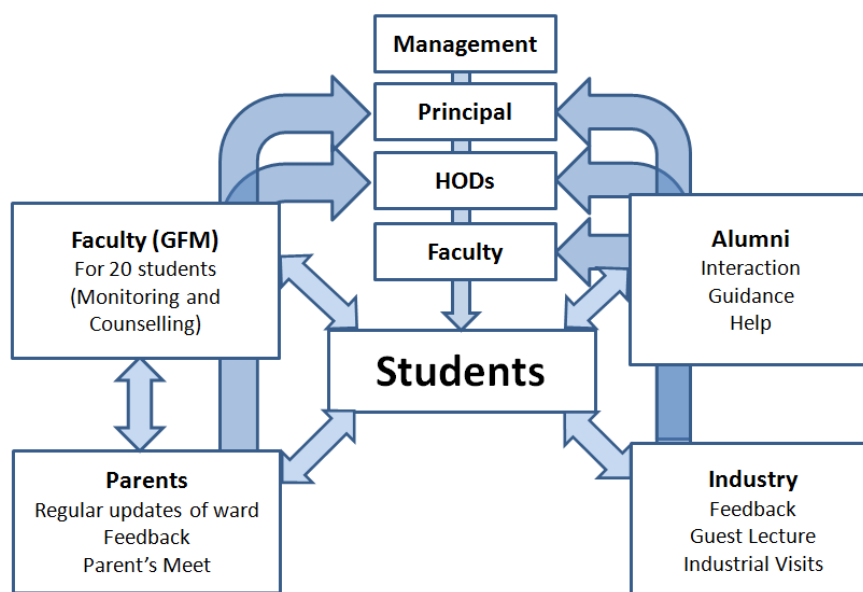 Management
Principal
HODs
Faculty
Faculty (GFM)
For 20 students
(Monitoring and
Counselling)
Alumni
Interaction
Guidance
Help
Students
Parents
Regular updates of ward
Feedback
Parent’s Meet
Industry
Feedback
Guest Lecture
Industrial Visits